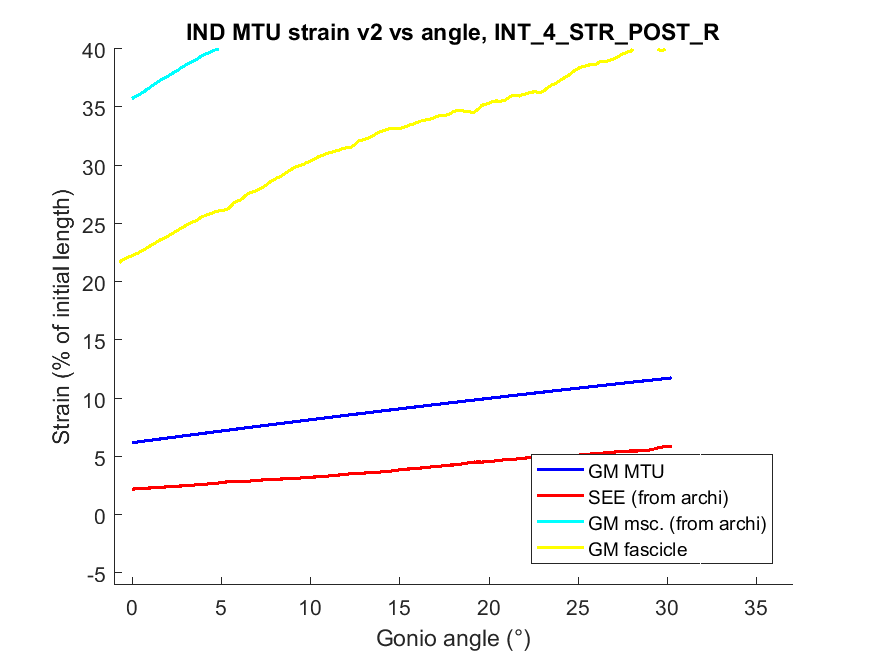 IND MTU strain v2 vs angle, INT_4_STR_POST_R
40
35
30
25
20
15
10
5
0
-5
Strain (% of initial length)
0 5 10 15 20 25 30 35
Gonio angle (°)
GM MTU
SEE (from archi)
GM msc. (from archi)
GM fascicle